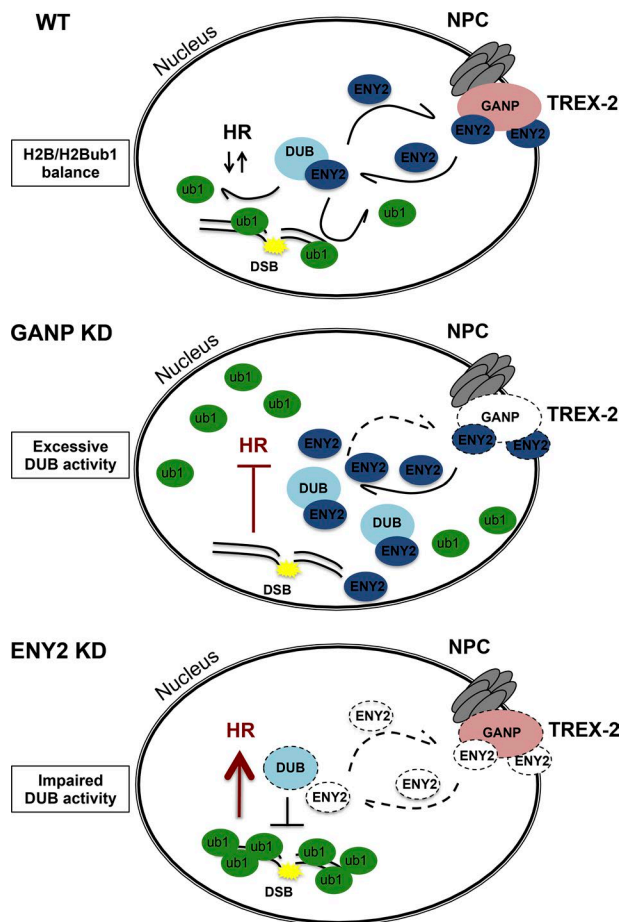 WT
NPC
Nucleus
ENY2
GANP
TREX-2
ENY2
ENY2
HR
DUB
ENY2
ENY2
H2B/H2Bub1
balance
ub1
ub1
ub1
ub1
DSB
GANP KD
NPC
Nucleus
ub1
ub1
ub1
GANP
TREX-2
HR
ENY2
ENY2
ENY2
ENY2
ENY2
Excessive
DUB activity
ub1
DUB
ENY2
DUB
ub1
ub1
ENY2
DSB
ENY2
ENY2 KD
NPC
Nucleus
ENY2
HR
GANP
TREX-2
ENY2
ENY2
DUB
ENY2
ENY2
Impaired
DUB activity
ub1
ub1
ub1
ub1
ub1
ub1
DSB